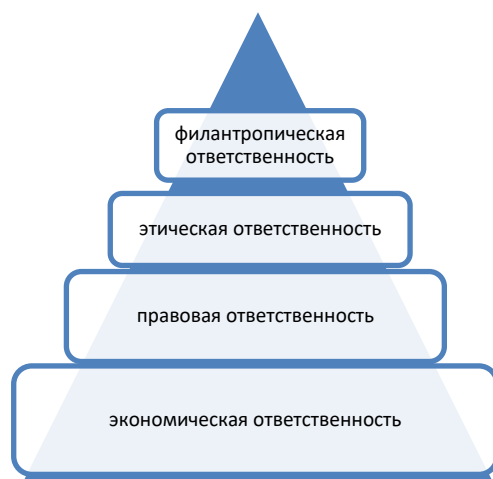 филантропическая
ответственность
этическая ответственность
правовая ответственность
экономическая ответственность